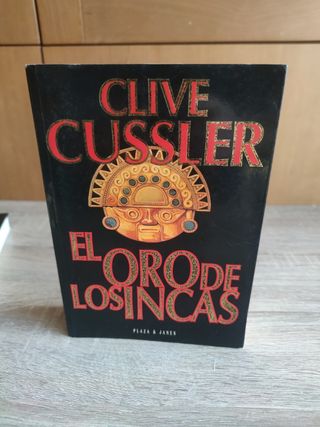 CLIVE
CUSSLER
EL ORO DE
LOS INCAS
PLAZA & JANES